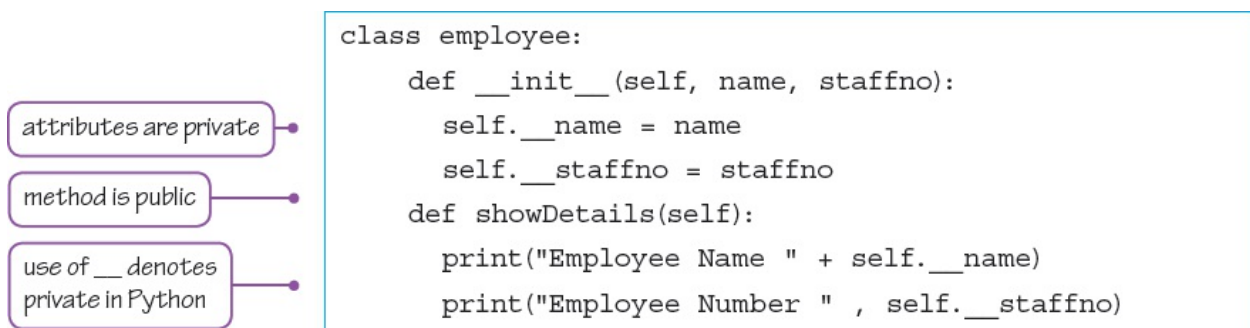 class employee:
def __init__(self, name, staffno):
attributes are private
self.__name = name
self.__staffno = staffno
method is public
def showDetails(self):
use of __ denotes
private in Python
print("Employee Name " + self.__name)
print("Employee Number " , self.__staffno)